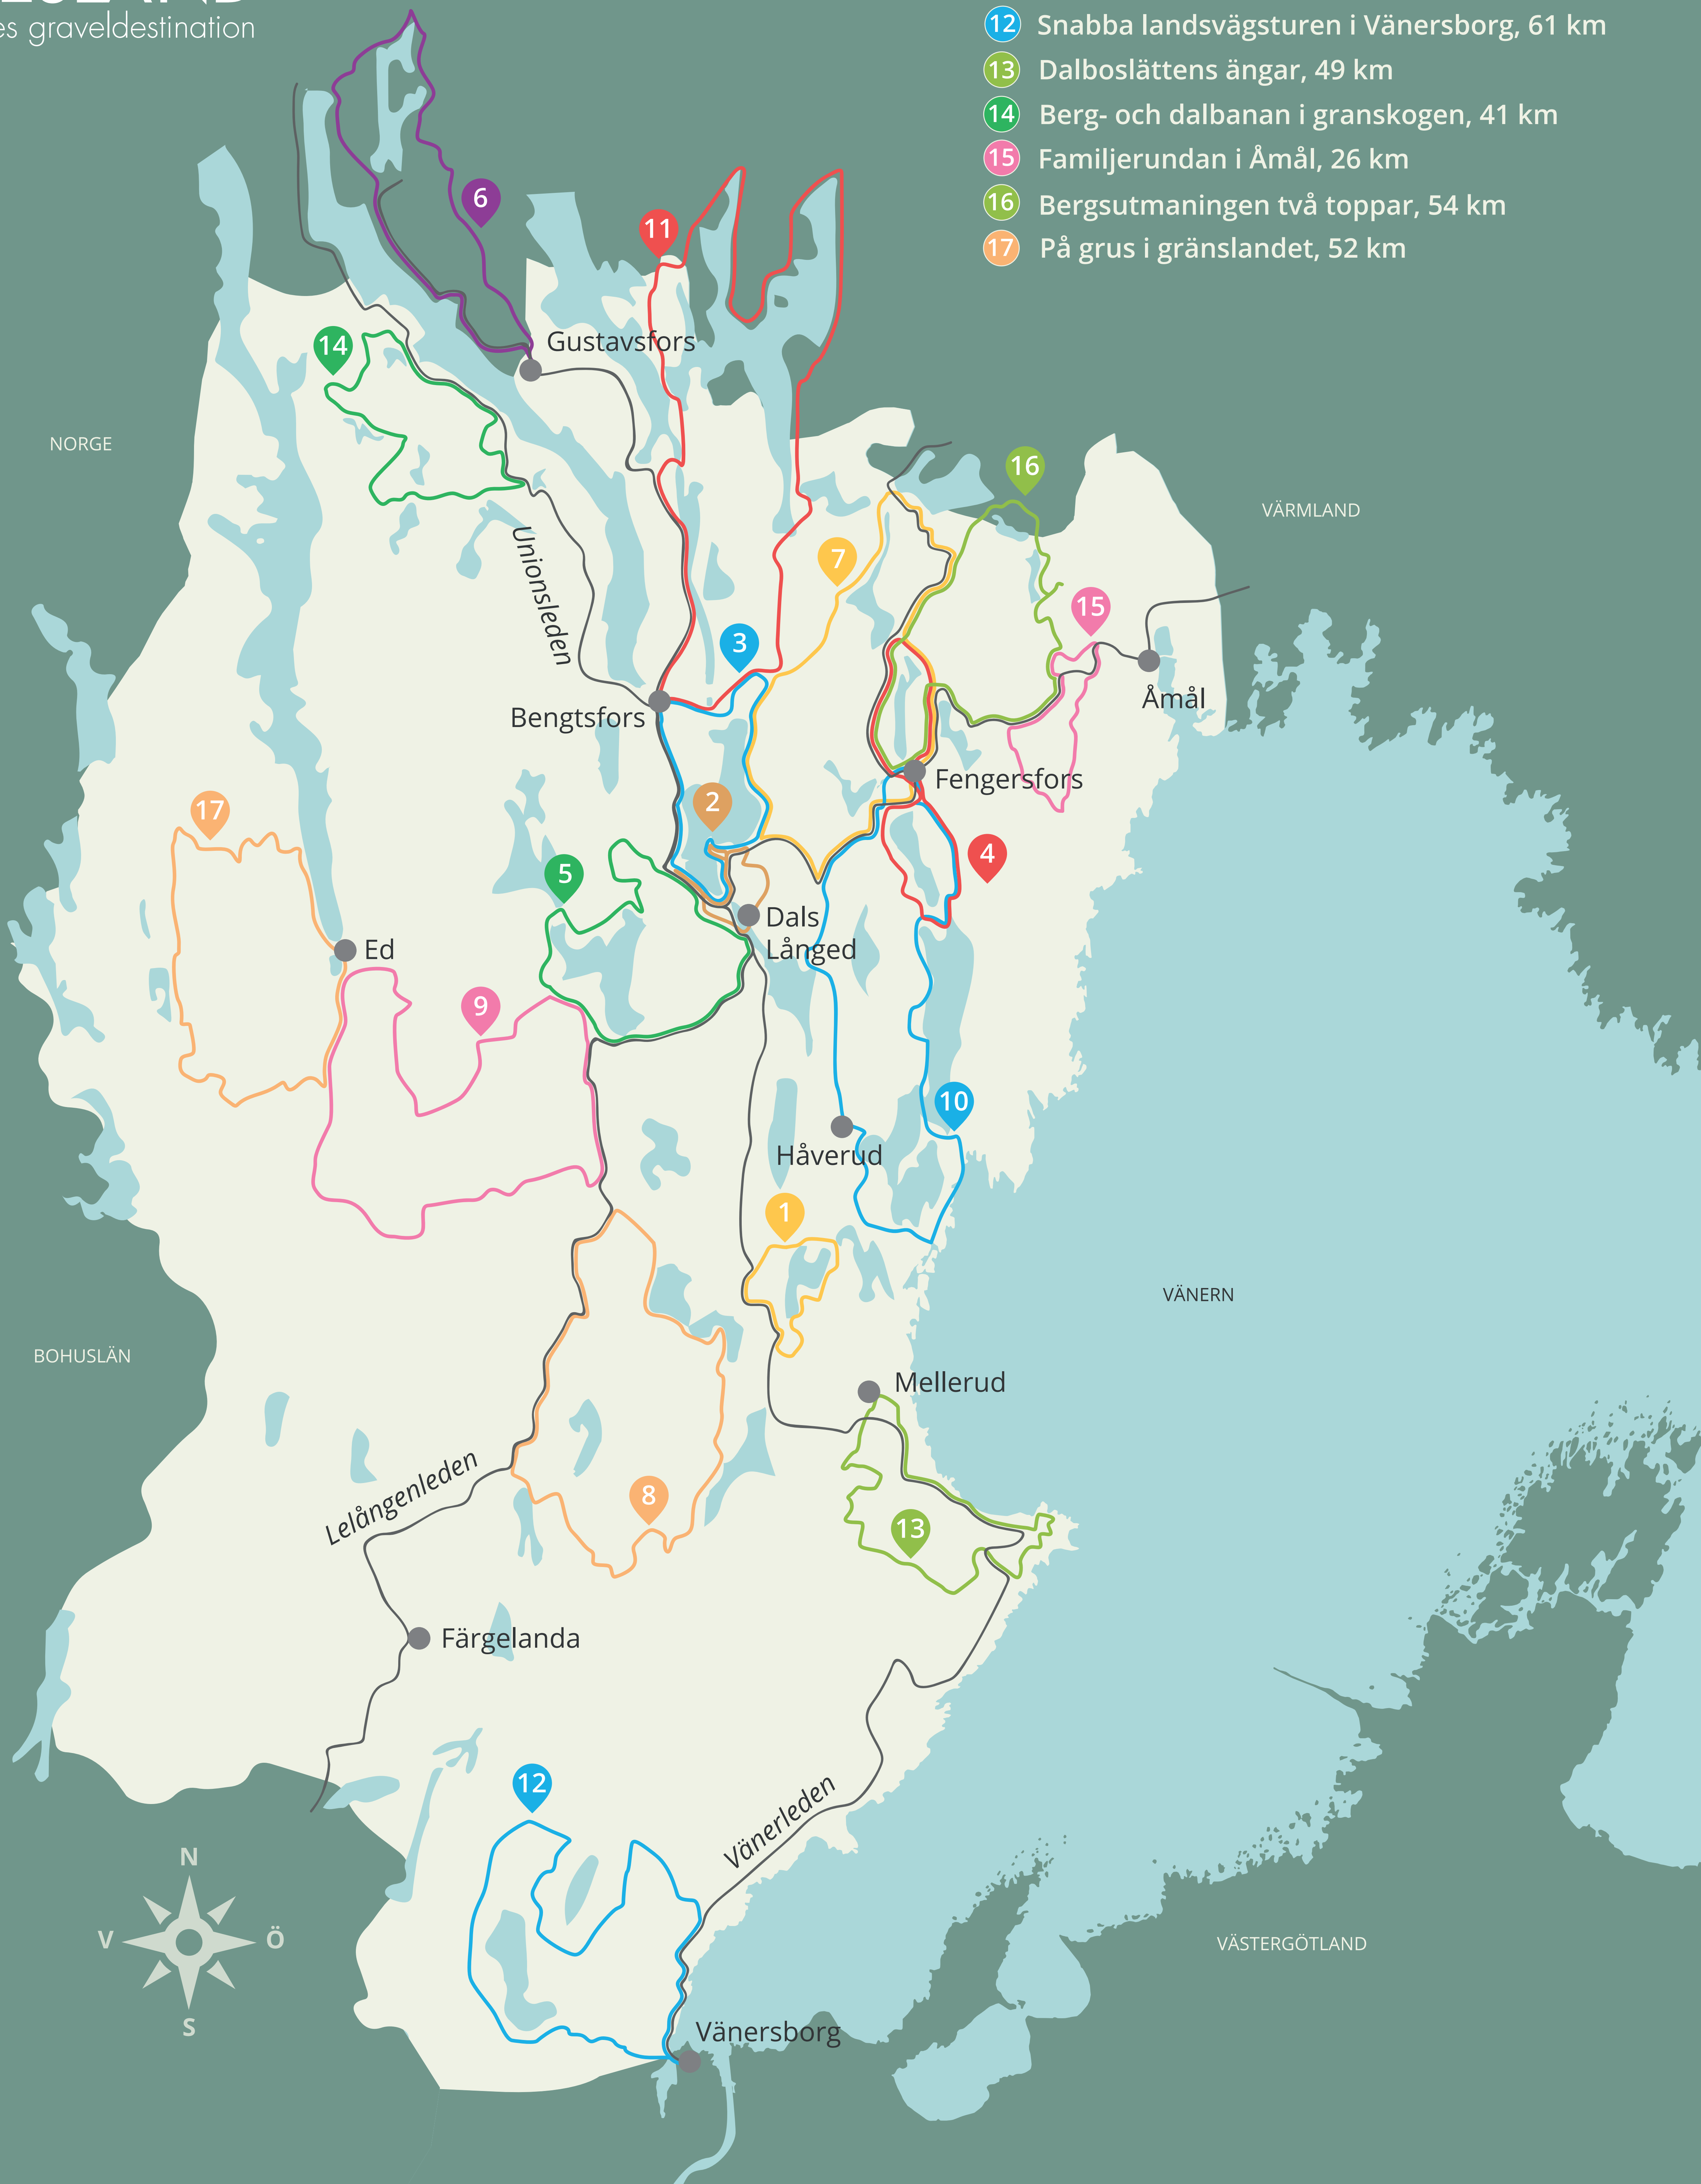 es graveldestination
12 Snabba landsvägsturen i Vänersborg, 61 km
13 Dalboslättens ängar, 49 km
14 Berg- och dalbanan i granskogen, 41 km
15 Familjerundan i Åmål, 26 km
16 Bergsutmaningen två toppar, 54 km
17 På grus i gränslandet, 52 km
6
11
14
Gustavsfors
NORGE
16
VÄRMLAND
Unionsleden
7
15
3
Åmål
Bengtsfors
Fengersfors
17
2
4
5
Dals
Långed
Ed
9
10
Håverud
1
VÄNERN
BOHUSLÄN
Mellerud
Lelångenleden
8
13
Färgelanda
12
Vänerleden
N
V
Ö
S
VÄSTERGÖTLAND
Vänersborg